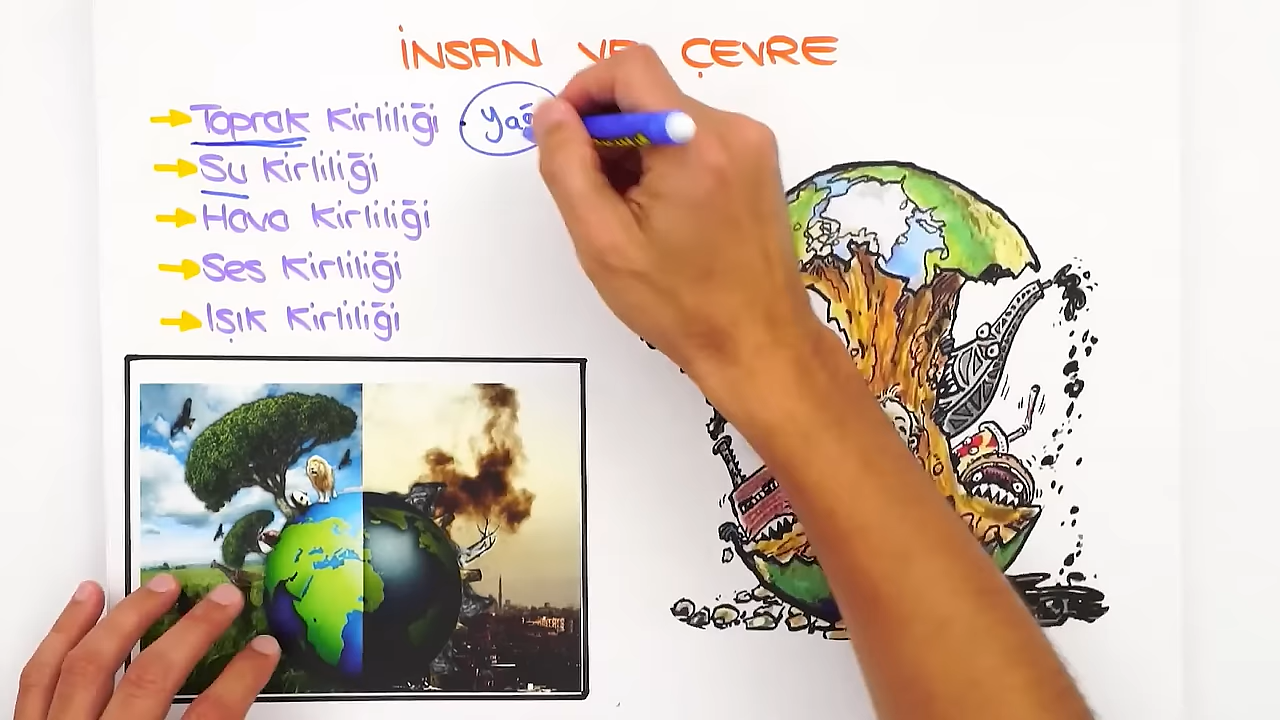 İNSAN VE ÇEVRE
Toprak Kirliliği
Su Kirliliği
Hava Kirliliği
Ses Kirliliği
Işık Kirliliği